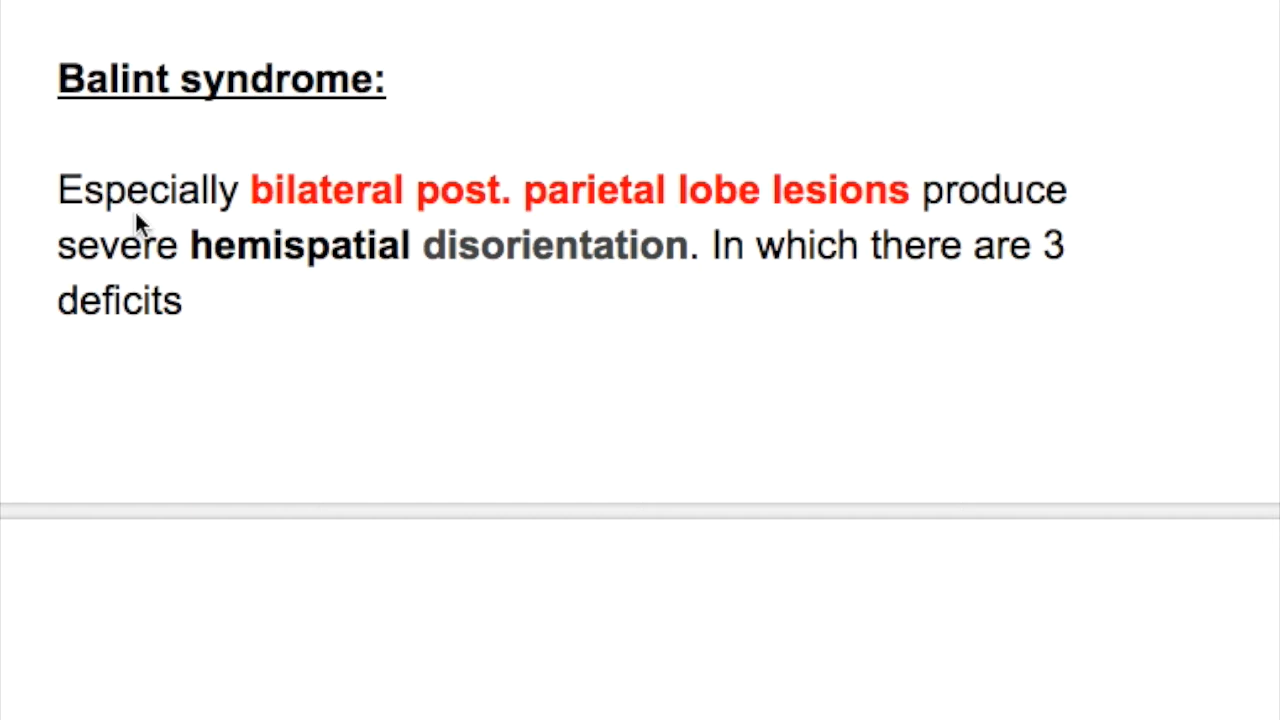 Balint syndrome:
Especially bilateral post. parietal lobe lesions produce
severe hemispatial disorientation. In which there are 3
deficits